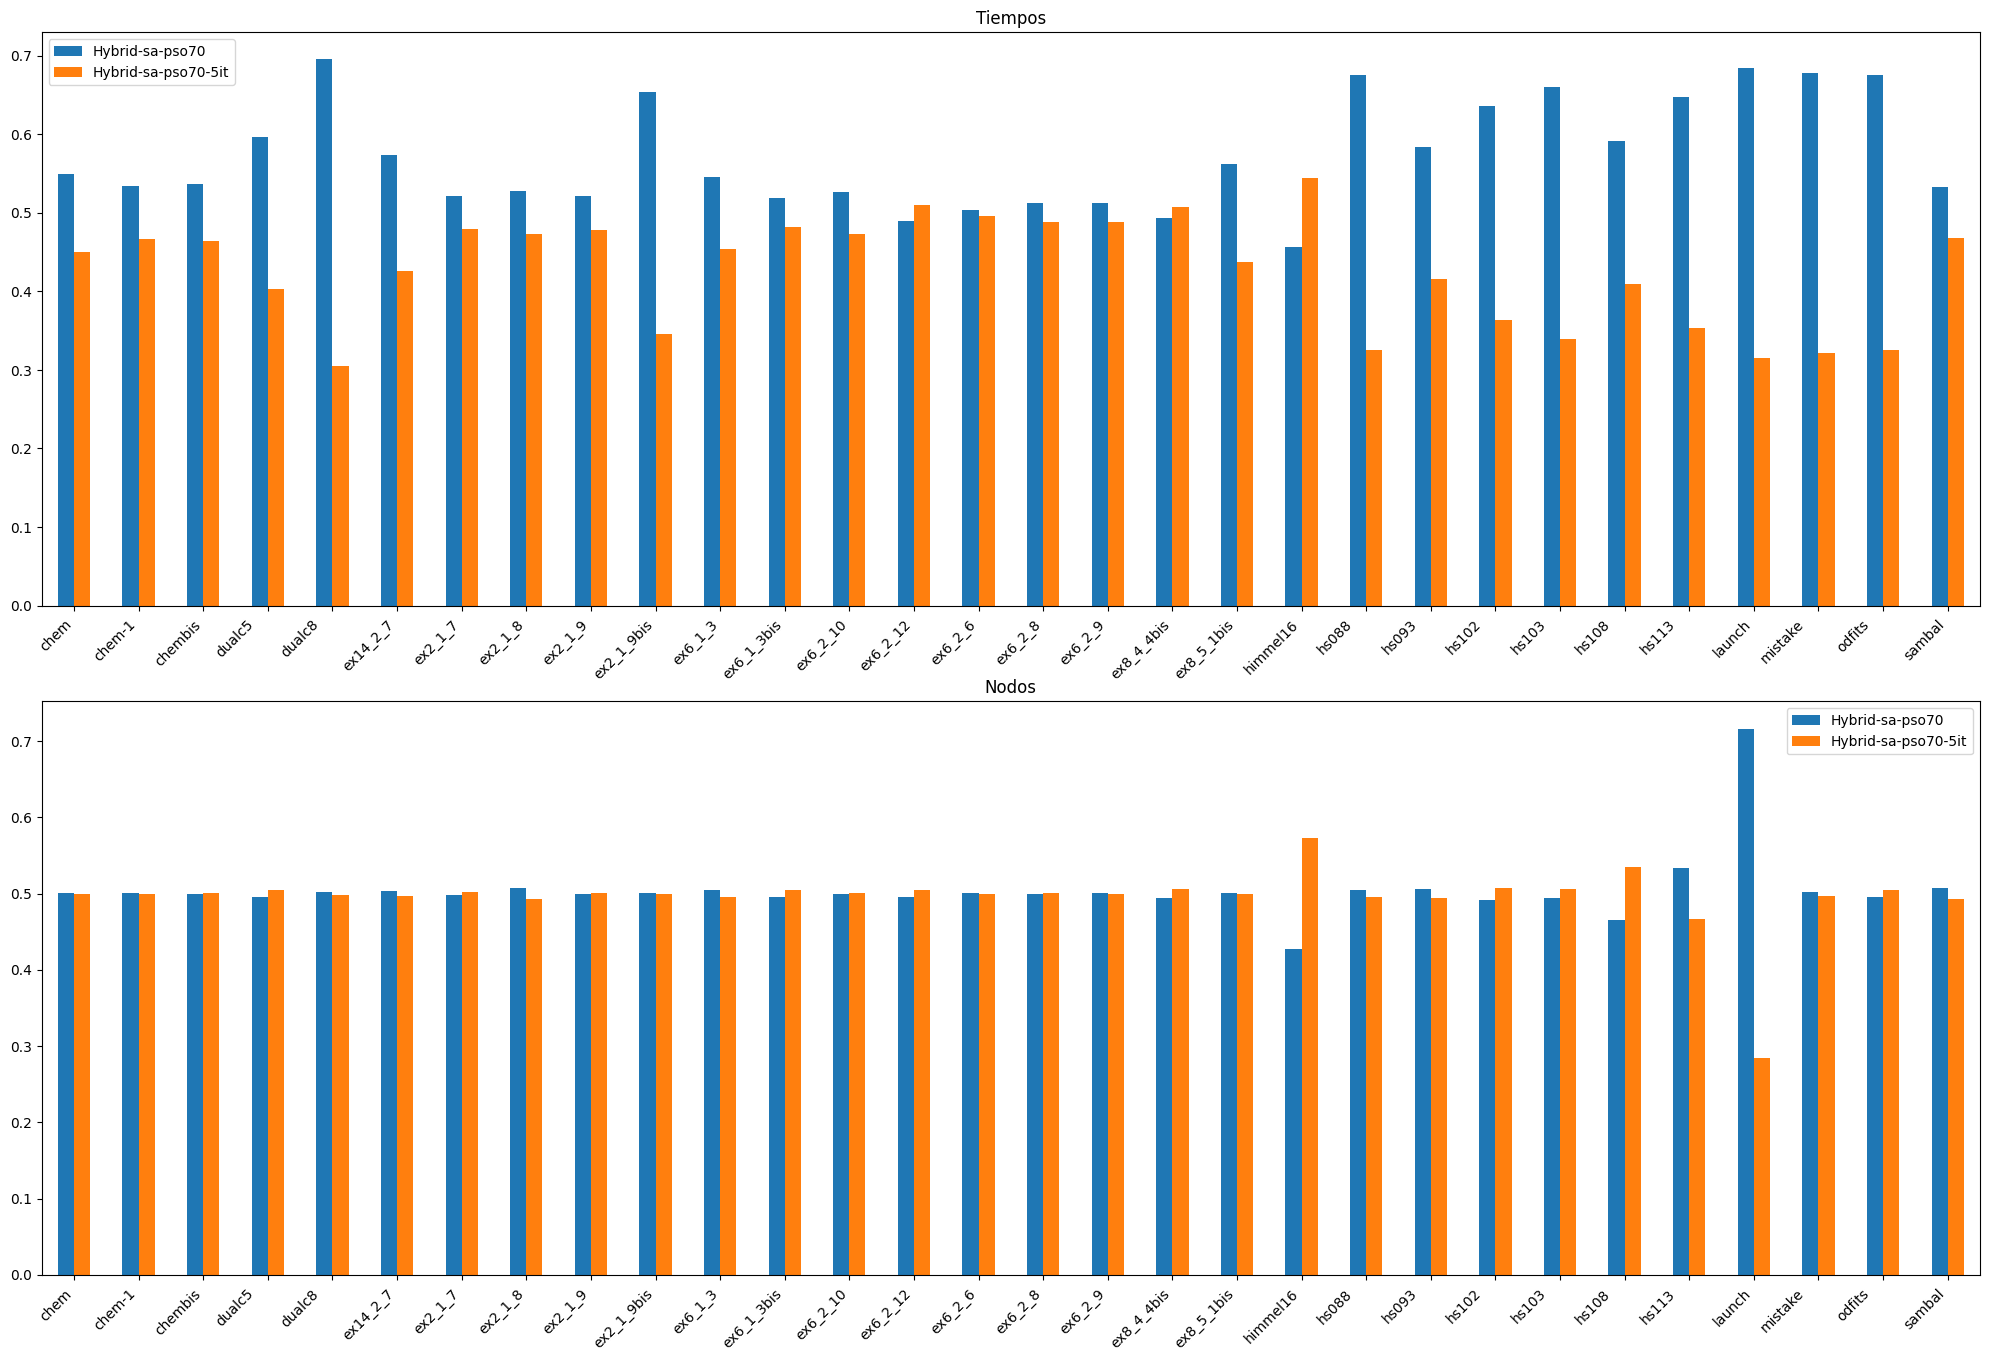 Tiempos
Hybrid-sa-pso70
Hybrid-sa-pso70-5it
0.7
0.6
0.5
0.4
0.3
0.2
0.1
0.0
chem
chem-1
chembis
dualc5
dualc8
ex14_2_7
ex2_1_7
ex2_1_8
ex2_1_9
ex2_1_9bis
ex6_1_3
ex6_1_3bis
ex6_2_10
ex6_2_12
ex6_2_6
ex6_2_8
ex6_2_9
ex8_4_4bis
ex8_5_1bis
himmel16
hs088
hs093
hs102
hs103
hs108
hs113
launch
mistake
odfits
sambal
Nodos
Hybrid-sa-pso70
Hybrid-sa-pso70-5it
0.7
0.6
0.5
0.4
0.3
0.2
0.1
0.0
chem
chem-1
chembis
dualc5
dualc8
ex14_2_7
ex2_1_7
ex2_1_8
ex2_1_9
ex2_1_9bis
ex6_1_3
ex6_1_3bis
ex6_2_10
ex6_2_12
ex6_2_6
ex6_2_8
ex6_2_9
ex8_4_4bis
ex8_5_1bis
himmel16
hs088
hs093
hs102
hs103
hs108
hs113
launch
mistake
odfits
sambal